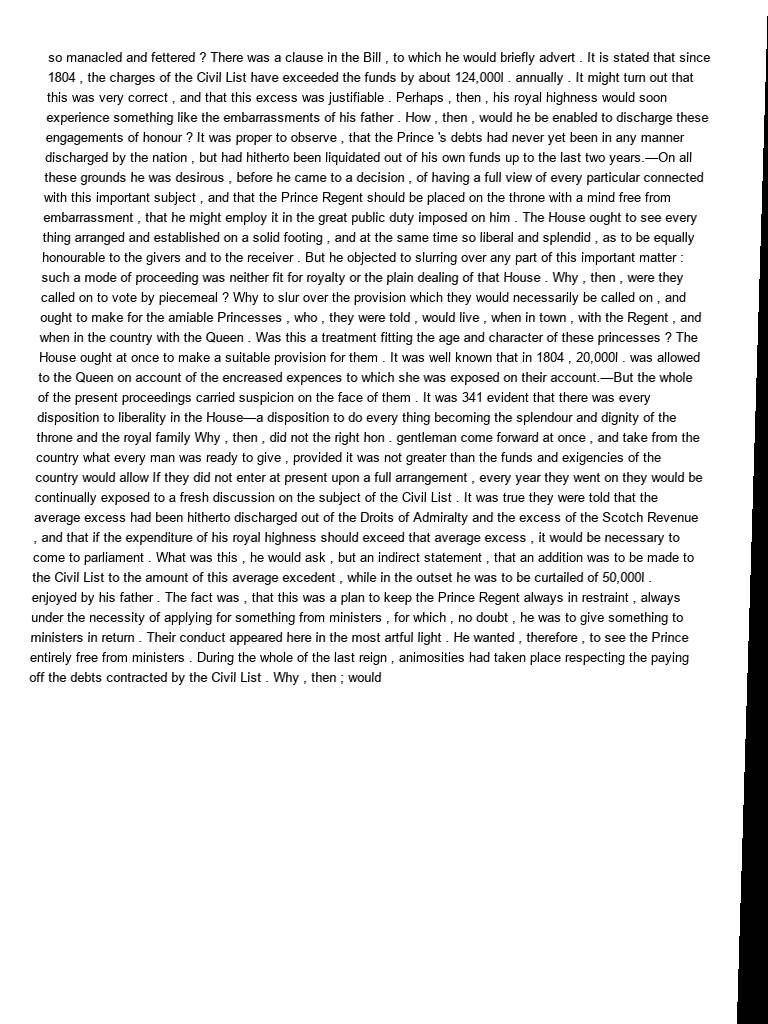 so manacled and fettered ? There was a clause in the Bill , to which he would briefly advert . It is stated that since
1804 , the charges of the Civil List have exceeded the funds by about 124,000l . annually . It might turn out that
this was very correct , and that this excess was justifiable . Perhaps , then , his royal highness would soon
experience something like the embarrassments of his father . How , then , would he be enabled to discharge these
engagements of honour ? It was proper to observe , that the Prince 's debts had never yet been in any manner
discharged by the nation , but had hitherto been liquidated out of his own funds up to the last two years.—On all
these grounds he was desirous , before he came to a decision , of having a full view of every particular connected
with this important subject , and that the Prince Regent should be placed on the throne with a mind free from
embarrassment , that he might employ it in the great public duty imposed on him . The House ought to see every
thing arranged and established on a solid footing , and at the same time so liberal and splendid , as to be equally
honourable to the givers and to the receiver . But he objected to slurring over any part of this important matter :
such a mode of proceeding was neither fit for royalty or the plain dealing of that House . Why , then , were they
called on to vote by piecemeal ? Why to slur over the provision which they would necessarily be called on , and
ought to make for the amiable Princesses , who , they were told , would live , when in town , with the Regent , and
when in the country with the Queen . Was this a treatment fitting the age and character of these princesses ? The
House ought at once to make a suitable provision for them . It was well known that in 1804 , 20,000l . was allowed
to the Queen on account of the encreased expences to which she was exposed on their account.—But the whole
of the present proceedings carried suspicion on the face of them . It was 341 evident that there was every
disposition to liberality in the House—a disposition to do every thing becoming the splendour and dignity of the
throne and the royal family Why , then , did not the right hon . gentleman come forward at once , and take from the
country what every man was ready to give , provided it was not greater than the funds and exigencies of the
country would allow If they did not enter at present upon a full arrangement , every year they went on they would be
continually exposed to a fresh discussion on the subject of the Civil List . It was true they were told that the
average excess had been hitherto discharged out of the Droits of Admiralty and the excess of the Scotch Revenue
, and that if the expenditure of his royal highness should exceed that average excess , it would be necessary to
come to parliament . What was this , he would ask , but an indirect statement , that an addition was to be made to
the Civil List to the amount of this average excedent , while in the outset he was to be curtailed of 50,000l .
enjoyed by his father . The fact was , that this was a plan to keep the Prince Regent always in restraint , always
under the necessity of applying for something from ministers , for which , no doubt , he was to give something to
ministers in return . Their conduct appeared here in the most artful light . He wanted , therefore , to see the Prince
entirely free from ministers . During the whole of the last reign , animosities had taken place respecting the paying
off the debts contracted by the Civil List . Why , then ; would